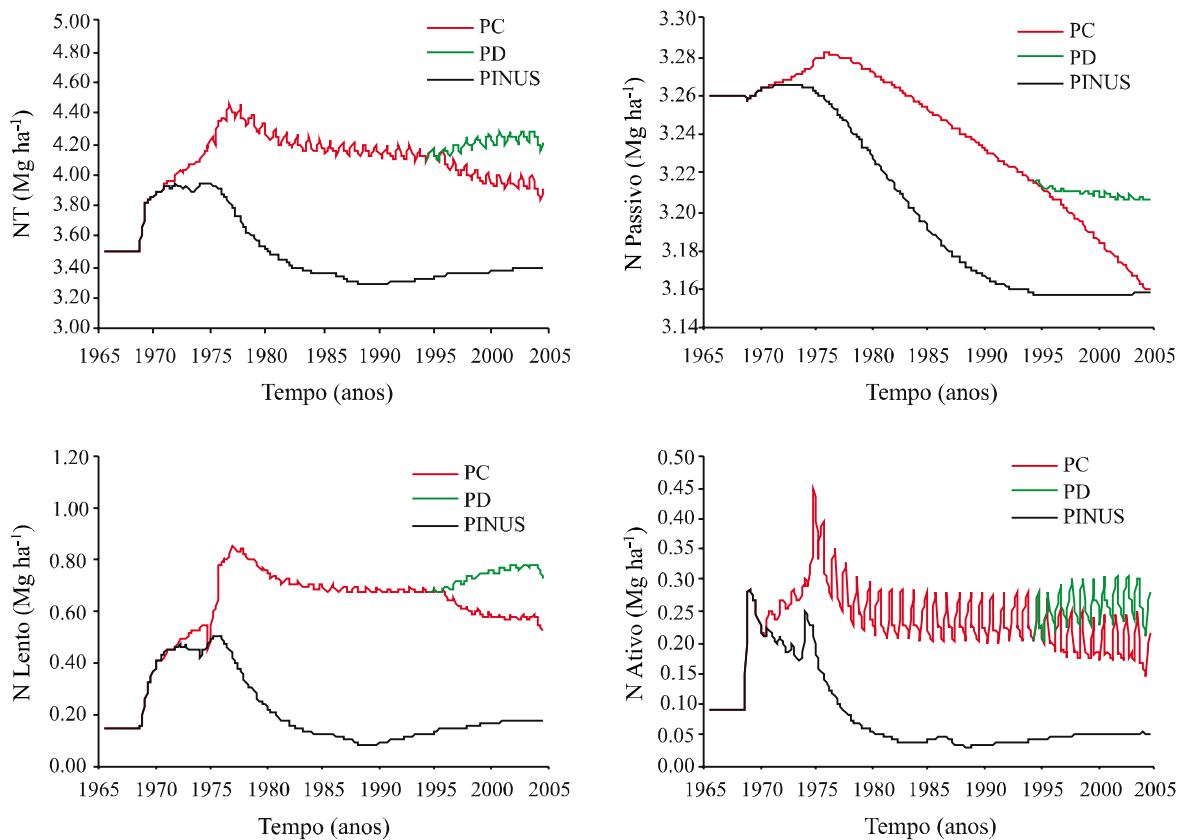 NT (Mg ha⁻¹)
5.00
4.80
4.60
4.40
4.20
4.00
3.80
3.60
3.40
3.20
3.00
PC
PD
PINUS
1965 1970 1975 1980 1985 1990 1995 2000 2005
Tempo (anos)
N Passivo (Mg ha⁻¹)
3.30
3.28
3.26
3.24
3.22
3.20
3.18
3.16
3.14
PC
PD
PINUS
1965 1970 1975 1980 1985 1990 1995 2000 2005
Tempo (anos)
N Lento (Mg ha⁻¹)
1.20
1.00
0.80
0.60
0.40
0.20
0.00
PC
PD
PINUS
1965 1970 1975 1980 1985 1990 1995 2000 2005
Tempo (anos)
N Ativo (Mg ha⁻¹)
0.50
0.45
0.40
0.35
0.30
0.25
0.20
0.15
0.10
0.05
0.00
PC
PD
PINUS
1965 1970 1975 1980 1985 1990 1995 2000 2005
Tempo (anos)